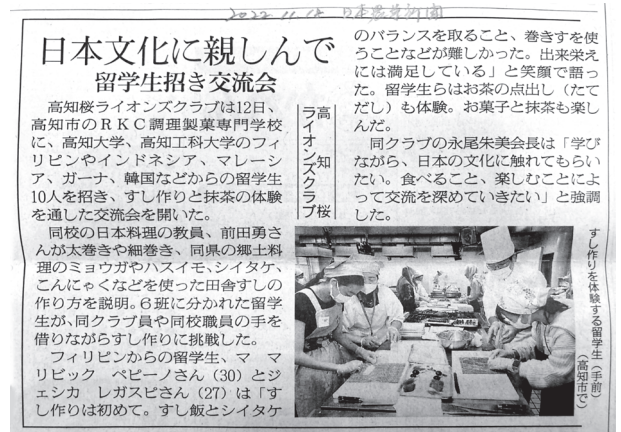 2022.11.18 日本農業新聞
日本文化に親しんで
留学生招き交流会
高知桜
ライオンズクラブ
高知桜ライオンズクラブは12日、
高知市のRKC調理製菓専門学校
に、高知大学、高知工科大学のフィ
リピンやインドネシア、マレーシ
ア、ガーナ、韓国などからの留学生
10人を招き、すし作りと抹茶の体験
を通した交流会を開いた。
同校の日本料理の教員、前田勇さ
んが太巻きや細巻き、同県の郷土料
理のミョウガやハスイモ、シイタケ、
こんにゃくなどを使った田舎すしの
作り方を説明。6班に分かれた留学
生が、同クラブ員や同校職員の手を
借りながらすし作りに挑戦した。
フィリピンからの留学生、マ マ
リビック ペピーノさん(30)とジ
ェシカ レガスピさん(27)は「す
し作りは初めて。すし飯とシイタケ
のバランスを取ること、巻きすを使
うことなどが難しかった。出来栄え
には満足している」と笑顔で語っ
た。留学生らはお茶の点出し(たて
だし)も体験。お菓子と抹茶も楽し
んだ。
同クラブの永尾朱美会長は「学び
ながら、日本の文化に触れてもらい
たい。食べること、楽しむことによ
って交流を深めていきたい」と強調
した。
すし作りを体験する留学生(手前)
(高知市で)